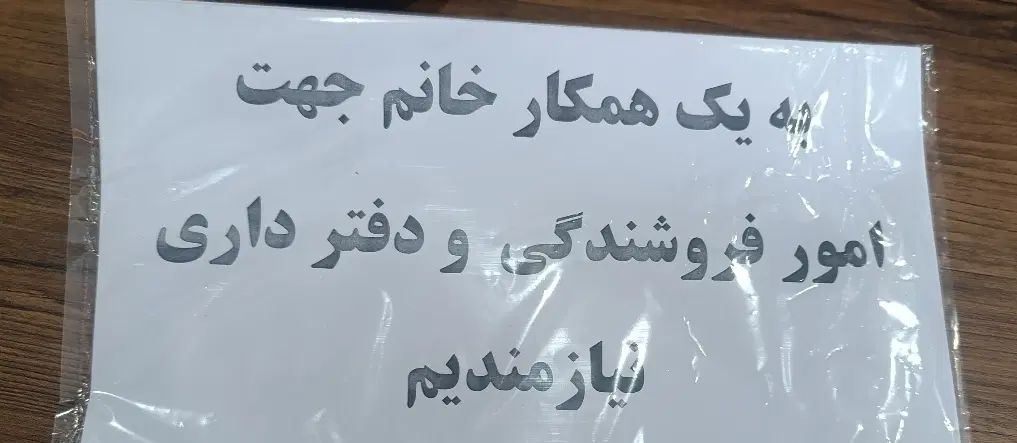 به یک همکار خانم جهت
امور فروشندگی و دفتر داری
نیازمندیم